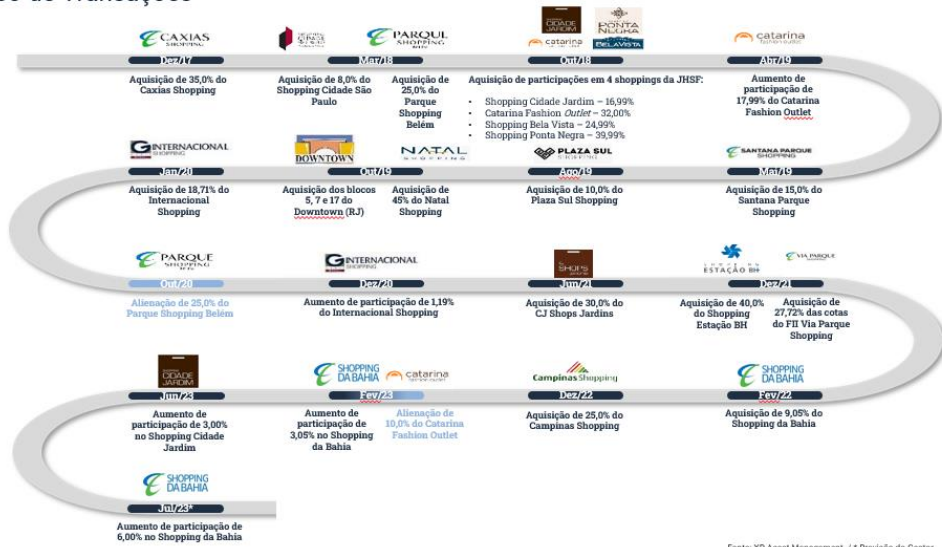 CAXIAS
SHOPPING
Dez/17
Aquisição de 35,0% do
Caxias Shopping
PARQUE
SHOPPING
Mar/18
Aquisição de 8,0% do
Shopping Cidade São
Paulo
Aquisição de
25,0% do
Parque
Shopping
Belém
CIDADE
JARDIM
catarina
PONTA
NEGRA
BELAVISTA
Out/18
Aquisição de participações em 4 shoppings da JHSF:
• Shopping Cidade Jardim – 16,99%
• Catarina Fashion Outlet – 32,00%
• Shopping Bela Vista – 24,99%
• Shopping Ponta Negra – 39,99%
catarina
fashion outlet
Abr/19
Aumento de
participação de
17,99% do Catarina
Fashion Outlet
INTERNACIONAL
SHOPPING
Jan/20
Aquisição de 18,71% do
Internacional
Shopping
DOWNTOWN
NATAL
SHOPPING
Out/19
Aquisição dos blocos
5, 7 e 17 do
Downtown (RJ)
Aquisição de
45% do Natal
Shopping
PLAZA SUL
SHOPPING
Ago/19
Aquisição de 10,0% do
Plaza Sul Shopping
SANTANA PARQUE
SHOPPING
Mai/19
Aquisição de 15,0% do
Santana Parque
Shopping
PARQUE
SHOPPING
Out/20
Alienação de 25,0% do
Parque Shopping Belém
INTERNACIONAL
SHOPPING
Dez/20
Aumento de participação de 1,19%
do Internacional Shopping
SHOPS
Jun/21
Aquisição de 30,0% do
CJ Shops Jardins
ESTAÇÃO BH
VIA PARQUE
Dez/21
Aquisição de 40,0%
do Shopping
Estação BH
Aquisição de
27,72% das cotas
do FII Via Parque
Shopping
CIDADE
JARDIM
Jun/23
Aumento de
participação de 3,00%
no Shopping Cidade
Jardim
SHOPPING
DA BAHIA
catarina
fashion outlet
Fev/23
Aumento de
participação de
3,05% no Shopping
da Bahia
Alienação de
10,0% do Catarina
Fashion Outlet
Campinas Shopping
Dez/22
Aquisição de 25,0% do
Campinas Shopping
SHOPPING
DA BAHIA
Fev/22
Aquisição de 9,05% do
Shopping da Bahia
SHOPPING
DA BAHIA
Jul/23*
Aumento de participação de
6,00% no Shopping da Bahia